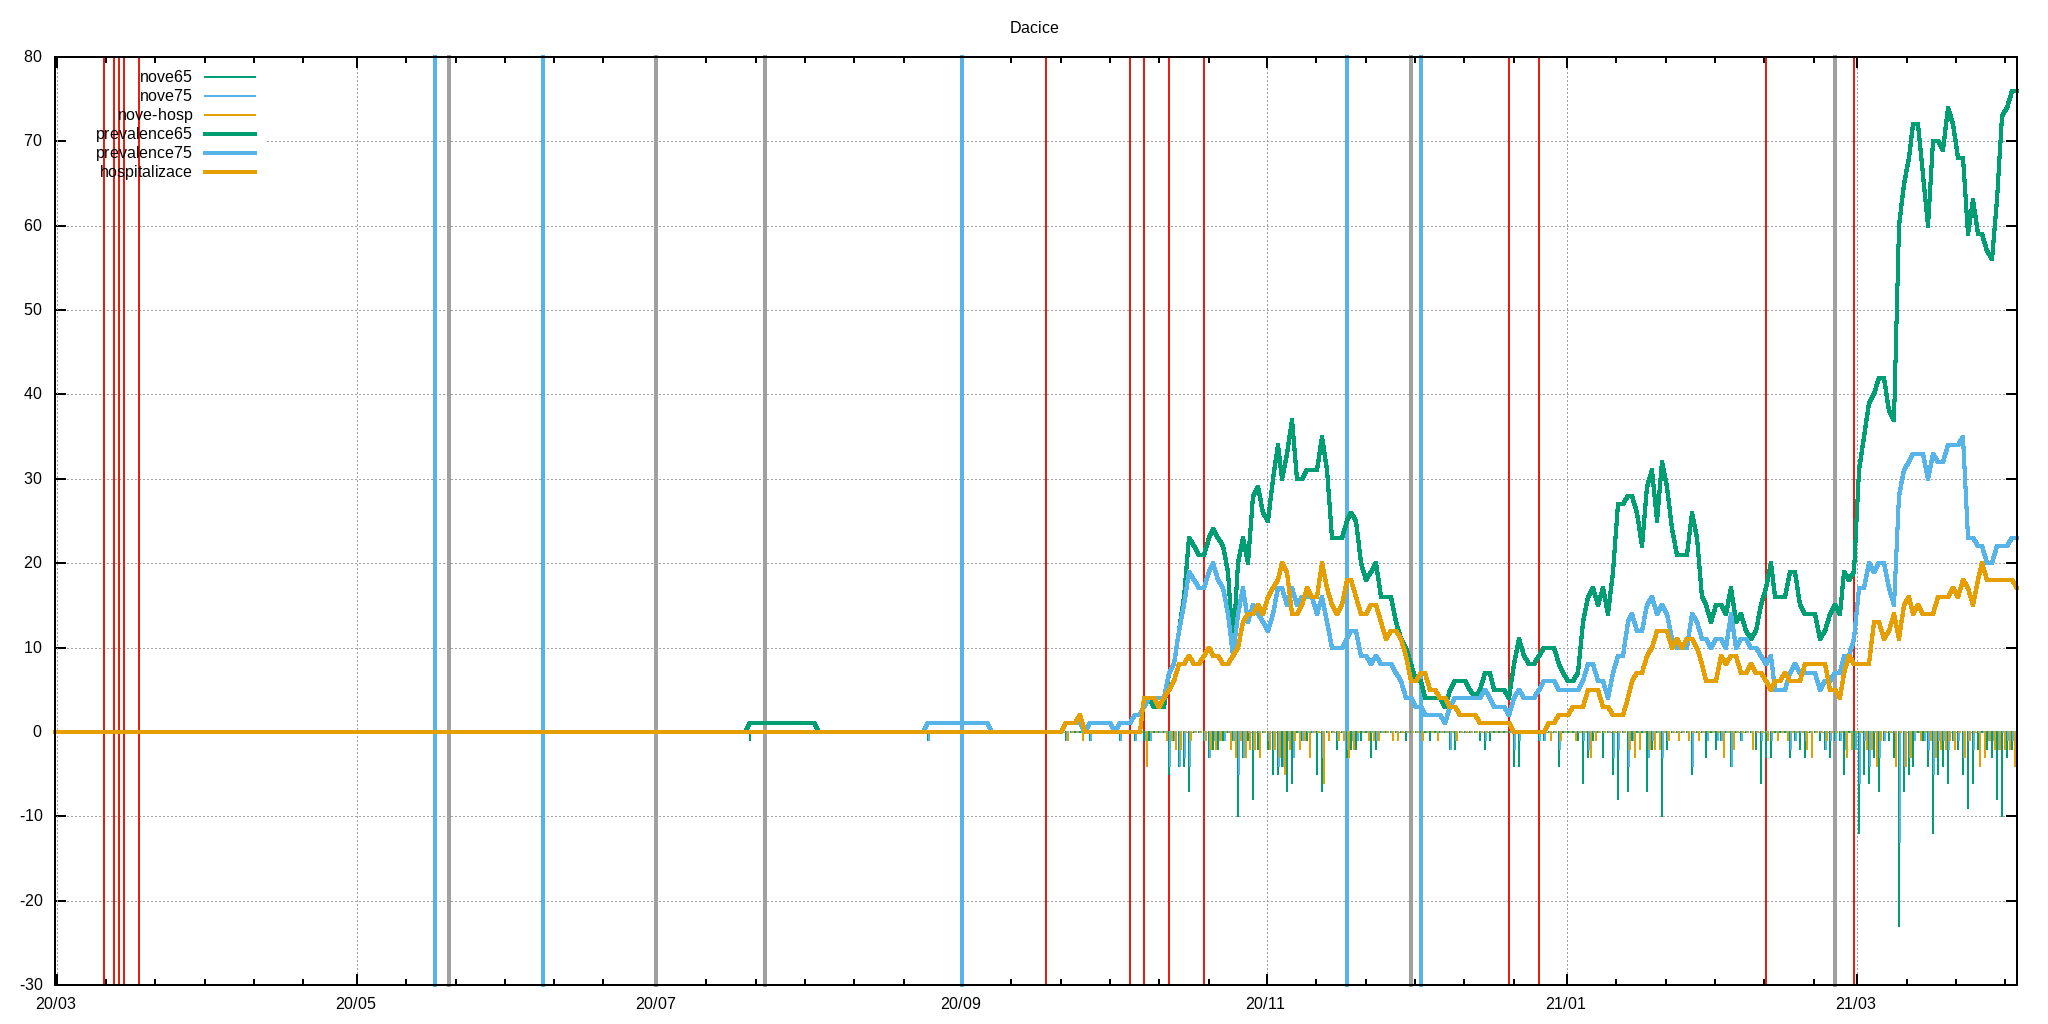 Dacice
80
70
60
50
40
30
20
10
0
-10
-20
-30
nove65
nove75
nove-hosp
prevalence65
prevalence75
hospitalizace
20/03 20/05 20/07 20/09 20/11 21/01 21/03